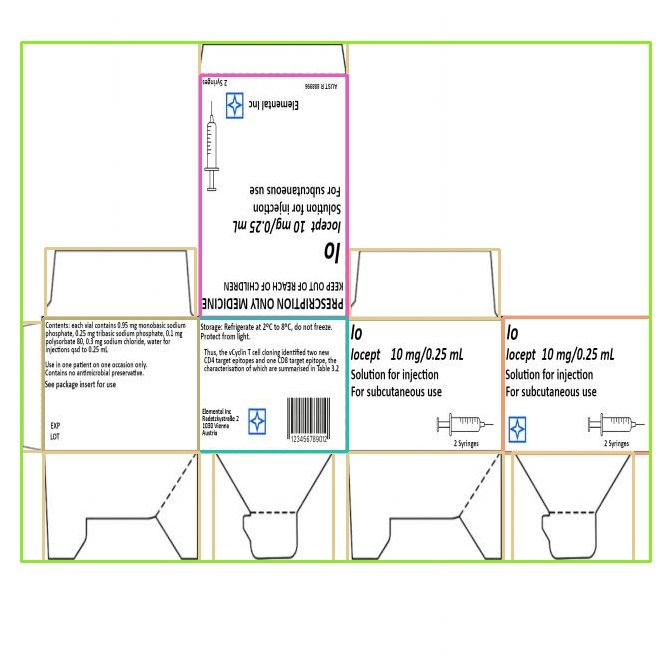 PRESCRIPTION ONLY MEDICINE
KEEP OUT OF REACH OF CHILDREN
Io
Iocept 10 mg/0.25 mL
Solution for injection
For subcutaneous use
Elemental Inc
AUST R 888996
2 Syringes
Contents: each vial contains 0.95 mg monobasic sodium
phosphate, 0.25 mg tribasic sodium phosphate, 0.1 mg
polysorbate 80, 0.3 mg sodium chloride, water for
injections qsd to 0.25 mL
Use in one patient on one occasion only.
Contains no antimicrobial preservative.
See package insert for use
EXP
LOT
Storage: Refrigerate at 2°C to 8°C, do not freeze.
Protect from light.
Thus, the vCyclin T cell cloning identified two new
CD4 target epitopes and one CD8 target epitope, the
characterisation of which are summarised in Table 3.2
Elemental Inc
Radetzkystraße 2
1030 Vienna
Austria
123456789012
Io
Iocept 10 mg/0.25 mL
Solution for injection
For subcutaneous use
2 Syringes
Io
Iocept 10 mg/0.25 mL
Solution for injection
For subcutaneous use
2 Syringes